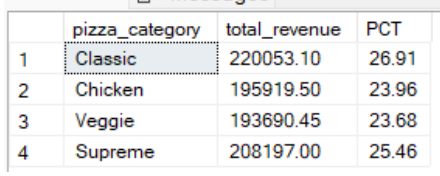 pizza_category total_revenue PCT
1 Classic 220053.10 26.91
2 Chicken 195919.50 23.96
3 Veggie 193690.45 23.68
4 Supreme 208197.00 25.46